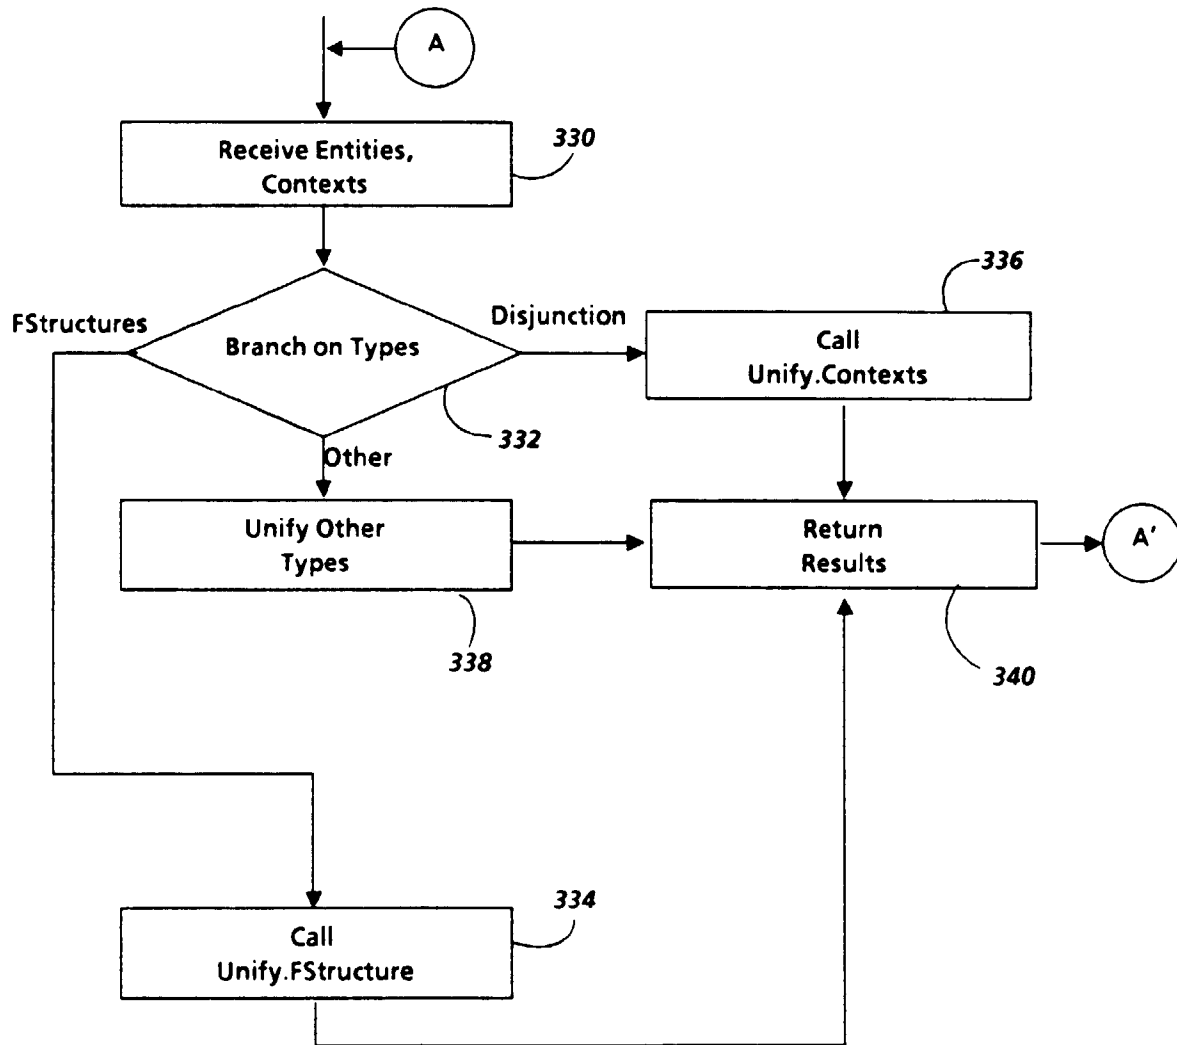 A
Receive Entities,
Contexts
330
336
FStructures
Disjunction
Branch on Types
Call
Unify.Contexts
332
Other
Unify Other
Types
Return
Results
A'
338
340
334
Call
Unify.FStructure